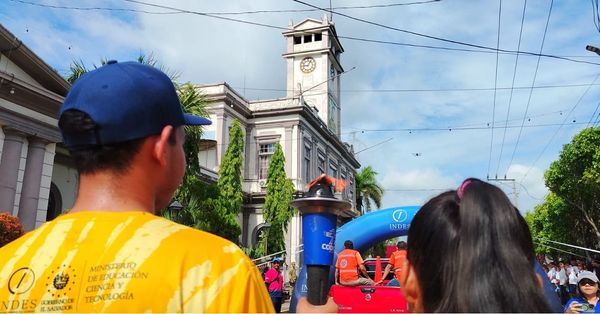 INDES
INDES
MINISTERIO
DE EDUCACIÓN
CIENCIA Y
TECNOLOGÍA
GOBIERNO DE
EL SALVADOR